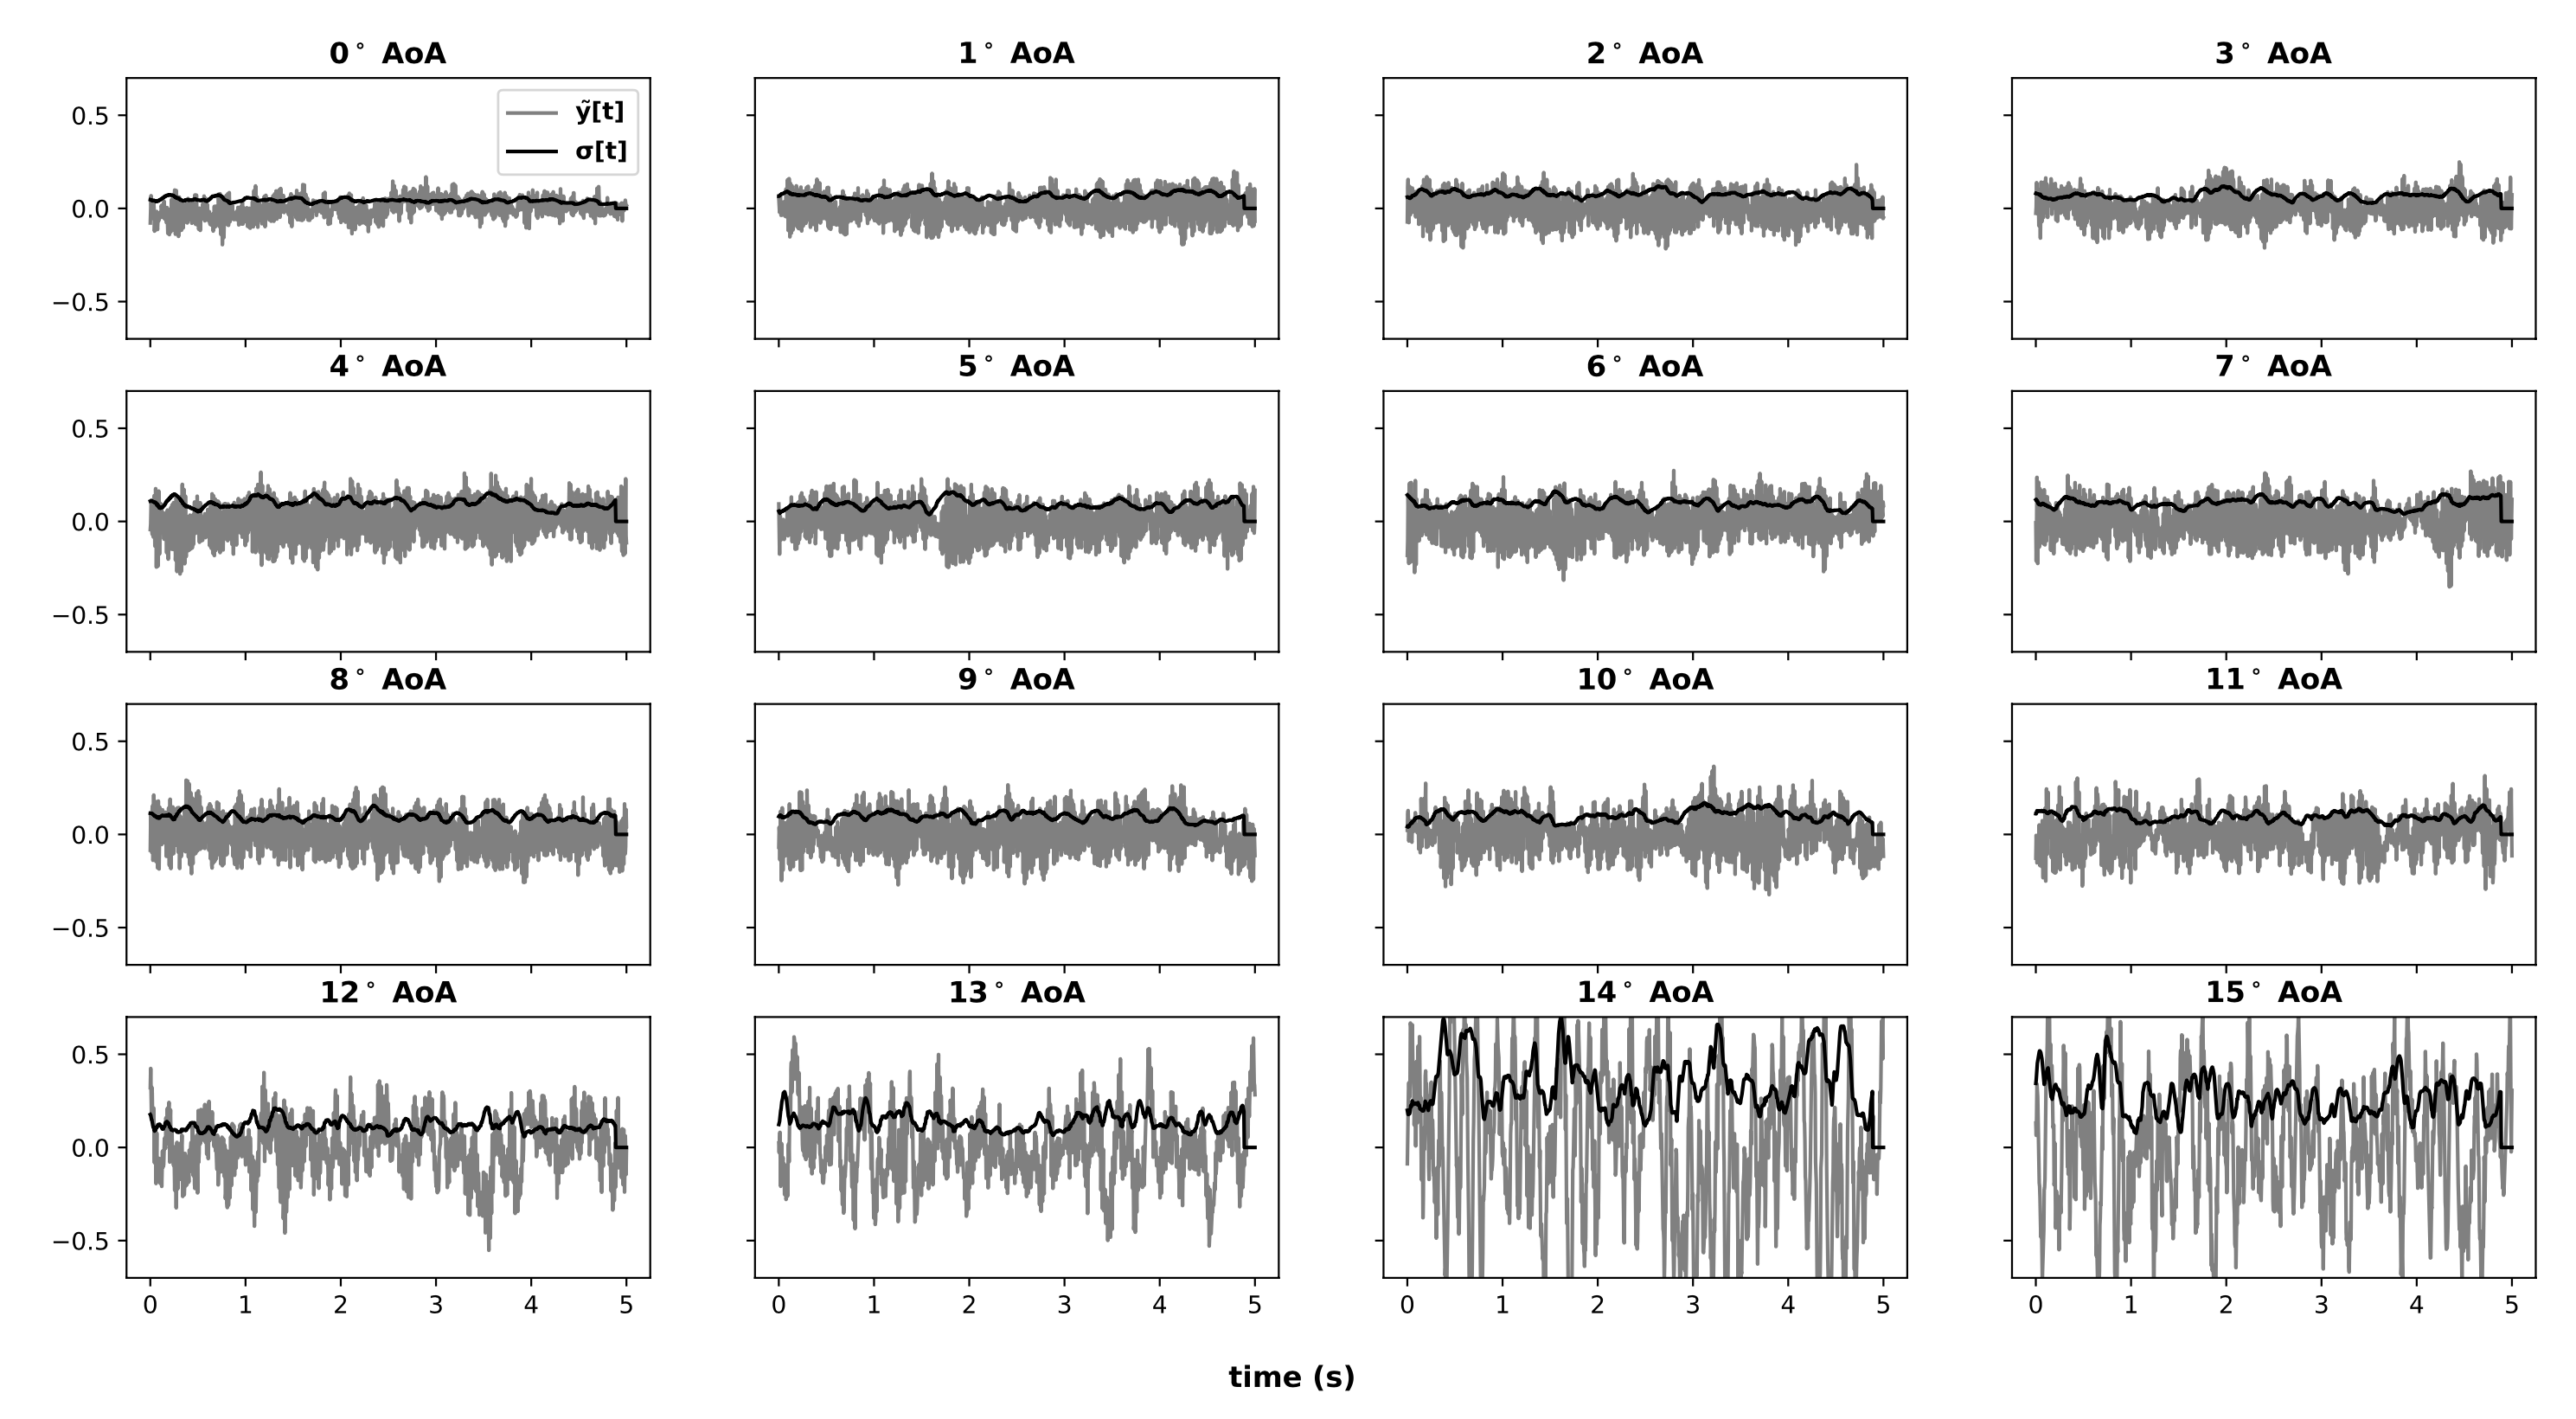 0° AoA
1° AoA
2° AoA
3° AoA
0.5
0.0
−0.5
ỹ[t]
σ[t]
4° AoA
5° AoA
6° AoA
7° AoA
0.5
0.0
−0.5
8° AoA
9° AoA
10° AoA
11° AoA
0.5
0.0
−0.5
12° AoA
13° AoA
14° AoA
15° AoA
0.5
0.0
−0.5
0 1 2 3 4 5
0 1 2 3 4 5
0 1 2 3 4 5
0 1 2 3 4 5
time (s)